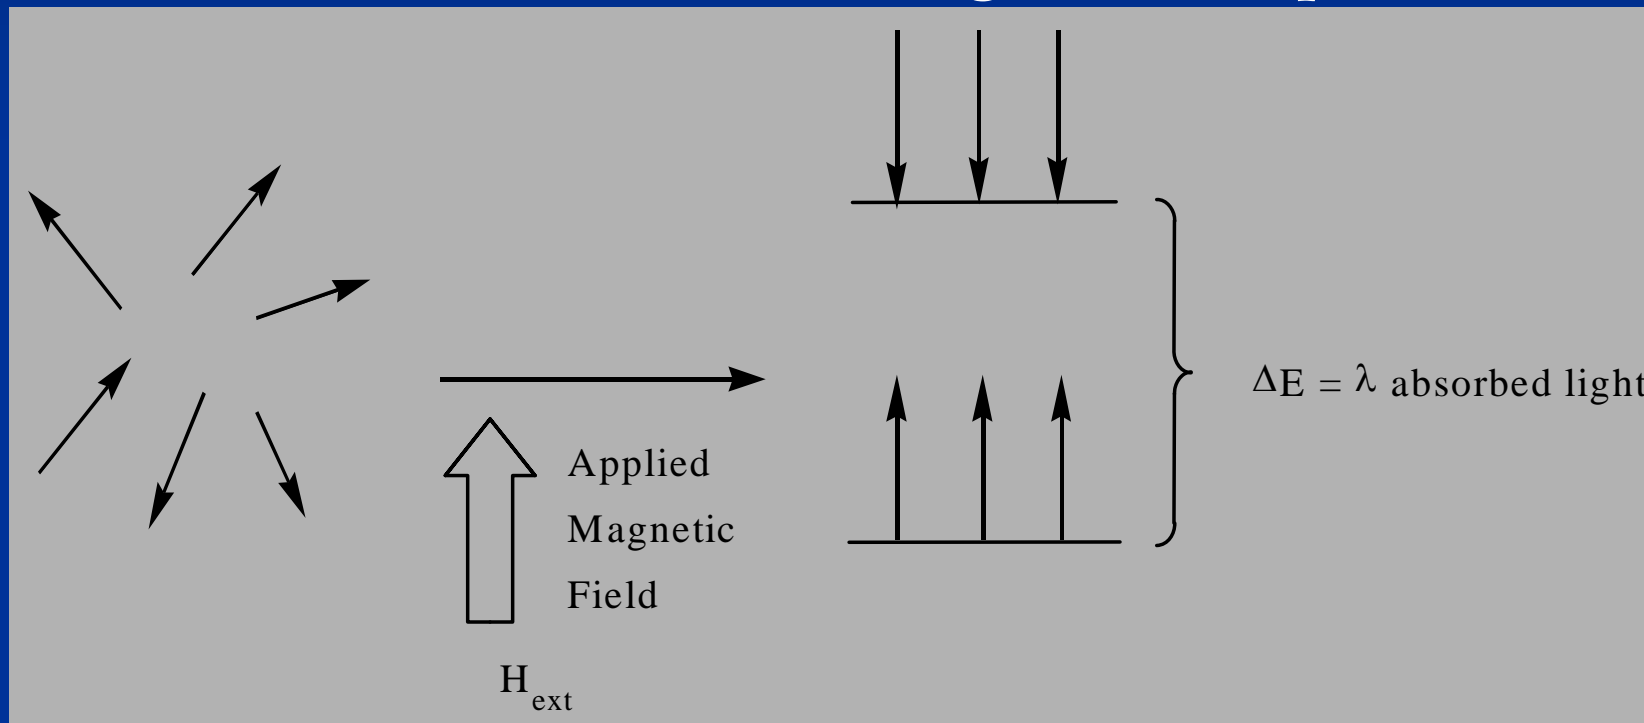 Applied
Magnetic
Field
H ext
ΔE = λ absorbed light